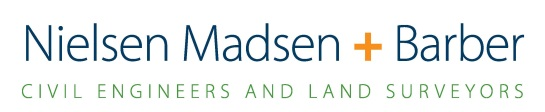 Nielsen Madsen + Barber
CIVIL ENGINEERS AND LAND SURVEYORS